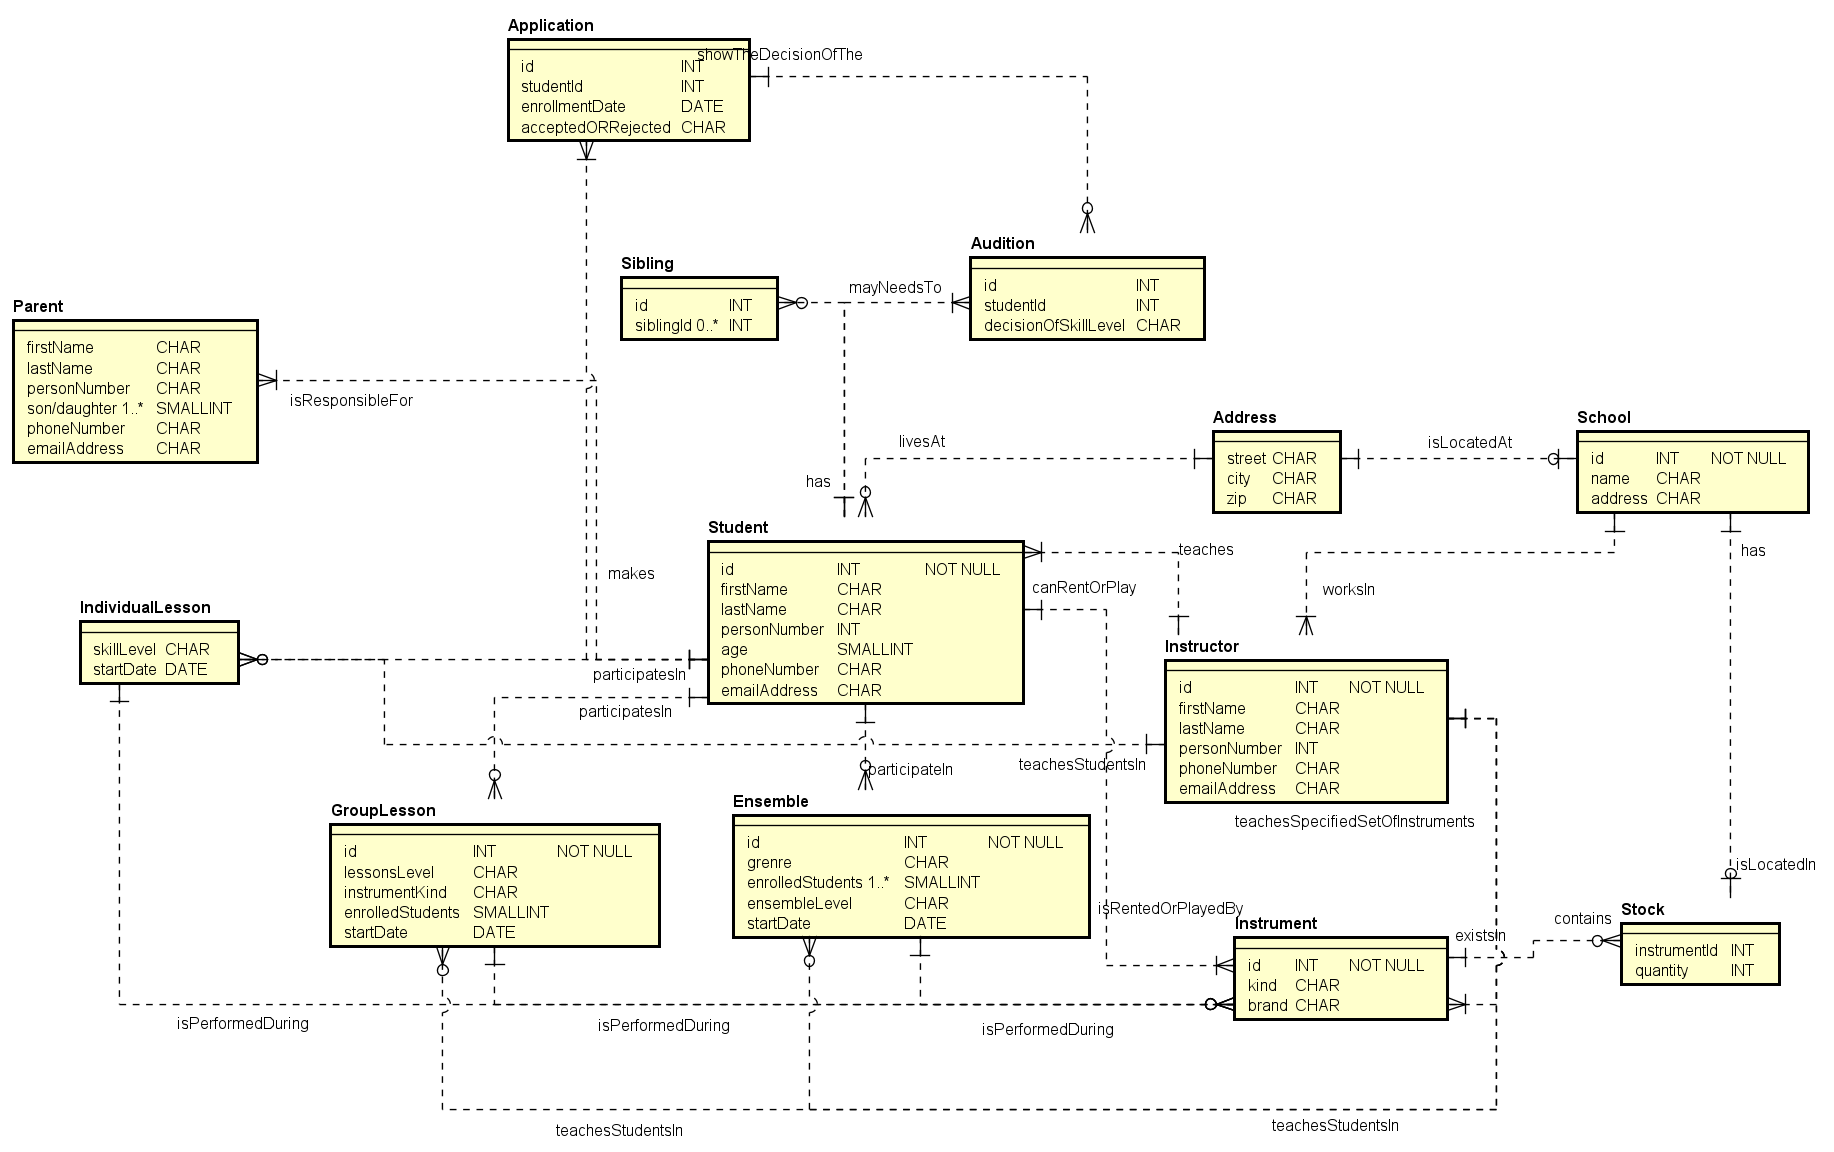 Application
id INT
studentId INT
enrollmentDate DATE
acceptedORRejected CHAR
showTheDecisionOfThe
Audition
id INT
studentId INT
decisionOfSkillLevel CHAR
Sibling
id INT
siblingId 0..* INT
mayNeedsTo
Parent
firstName CHAR
lastName CHAR
personNumber CHAR
son/daughter 1..* SMALLINT
phoneNumber CHAR
emailAddress CHAR
isResponsibleFor
Address
street CHAR
city CHAR
zip CHAR
livesAt
isLocatedAt
School
id INT NOT NULL
name CHAR
address CHAR
has
Student
id INT NOT NULL
firstName CHAR
lastName CHAR
personNumber INT
age SMALLINT
phoneNumber CHAR
emailAddress CHAR
teaches
canRentOrPlay
has
worksIn
makes
IndividualLesson
skillLevel CHAR
startDate DATE
participatesIn
participatesIn
Instructor
id INT NOT NULL
firstName CHAR
lastName CHAR
personNumber INT
phoneNumber CHAR
emailAddress CHAR
teachesStudentsIn
participateIn
teachesSpecifiedSetOfInstruments
GroupLesson
id INT NOT NULL
lessonsLevel CHAR
instrumentKind CHAR
enrolledStudents SMALLINT
startDate DATE
Ensemble
id INT NOT NULL
grenre CHAR
enrolledStudents 1..* SMALLINT
ensembleLevel CHAR
startDate DATE
isLocatedIn
isRentedOrPlayedBy
Instrument
id INT NOT NULL
kind CHAR
brand CHAR
existsIn
contains
Stock
instrumentId INT
quantity INT
isPerformedDuring
isPerformedDuring
isPerformedDuring
teachesStudentsIn
teachesStudentsIn